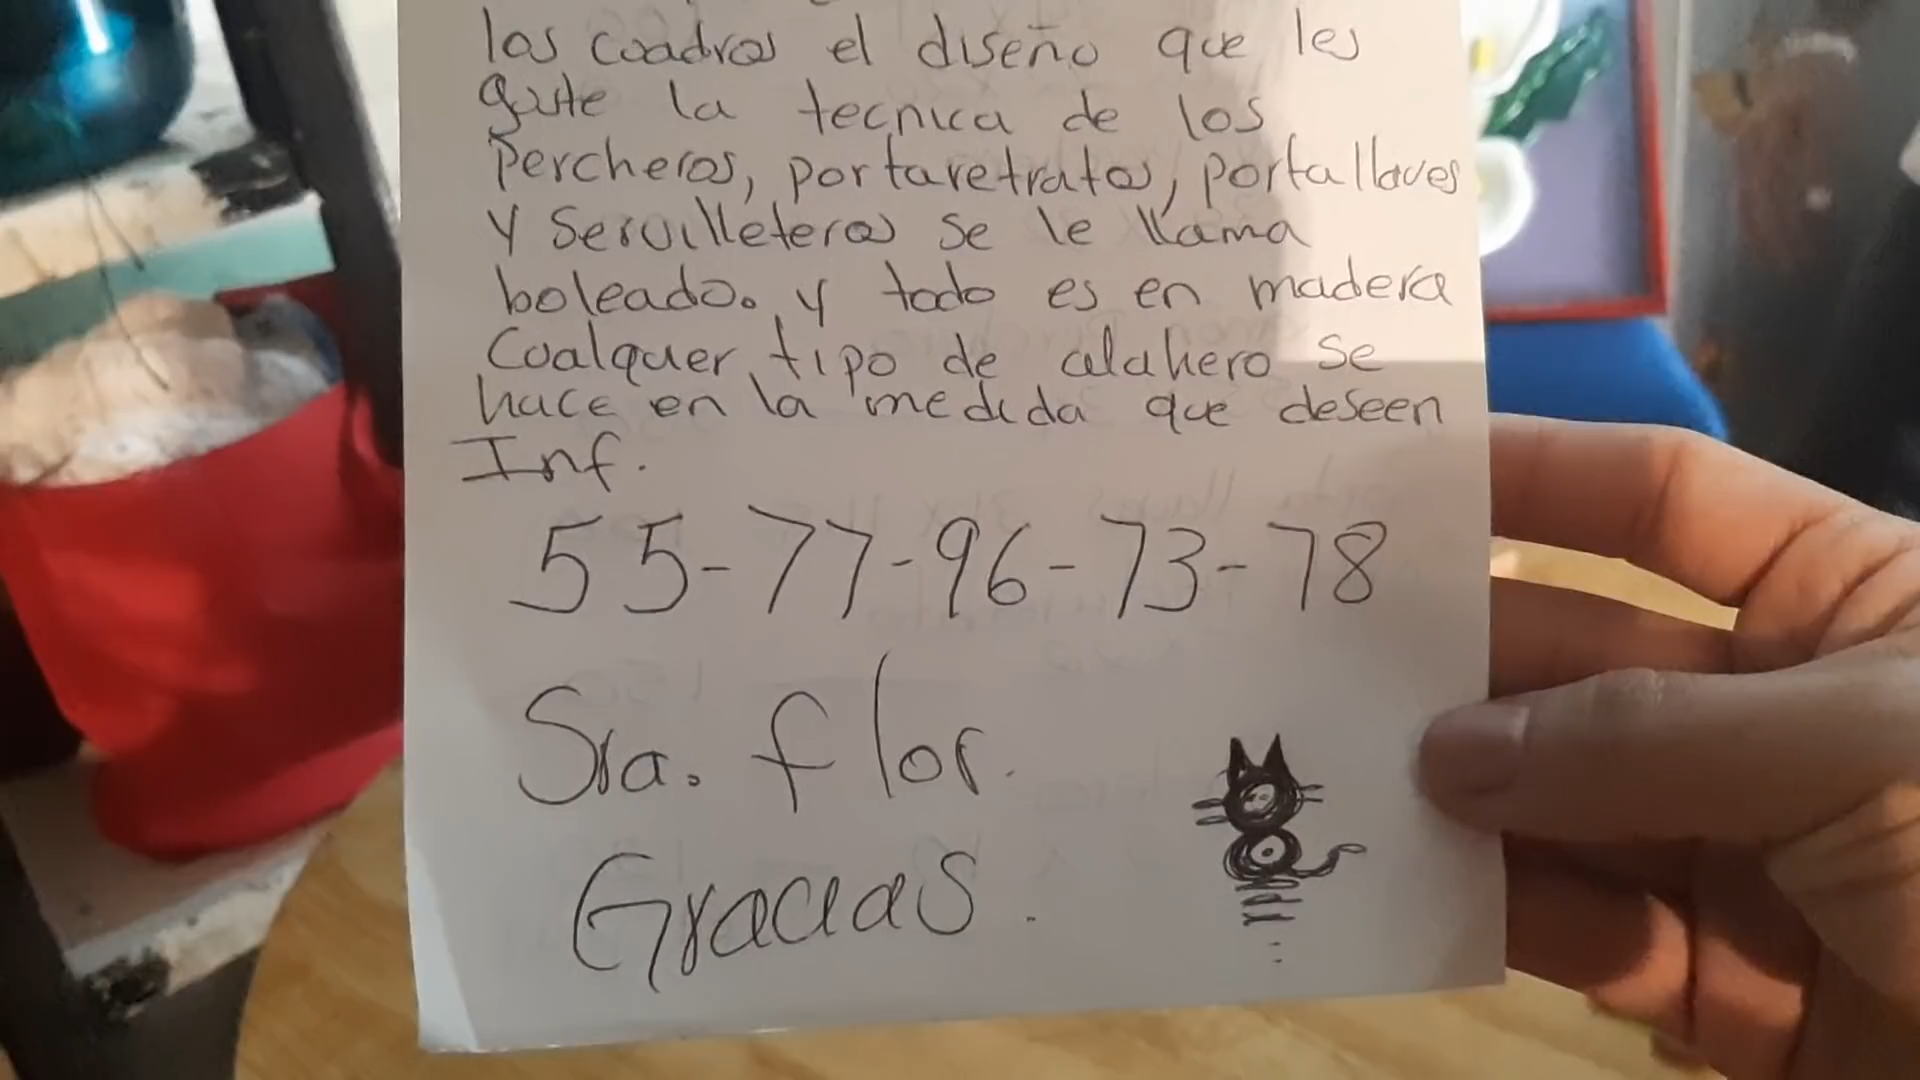 los cuadros el diseño que les
guste la tecnica de los
Percheros, portaretratos, portallaves
y Servilleteros se le llama
boleado. y todo es en madera
Cualquier tipo de alahero se
hace en la medida que deseen
Inf.
55-77-96-73-78
Sra. flor.
Gracias.